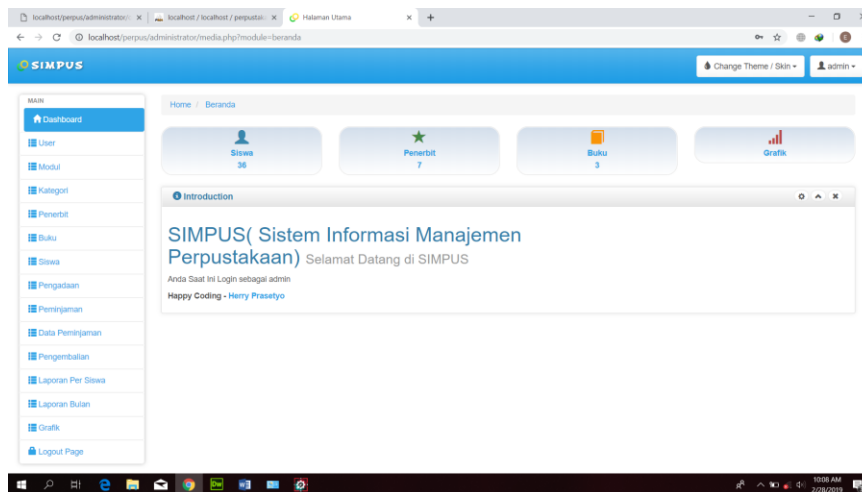 localhost/perpus/administrator/
localhost / localhost / perpustak
Halaman Utama
localhost/perpus/administrator/media.php?module=beranda
SIMPUS
Change Theme / Skin
admin
MAIN
Dashboard
User
Modul
Kategori
Penerbit
Buku
Siswa
Pengadaan
Peminjaman
Data Peminjaman
Pengembalian
Laporan Per Siswa
Laporan Bulan
Grafik
Logout Page
Home / Beranda
Siswa
36
Penerbit
7
Buku
3
Grafik
Introduction
SIMPUS( Sistem Informasi Manajemen
Perpustakaan) Selamat Datang di SIMPUS
Anda Saat Ini Login sebagai admin
Happy Coding - Herry Prasetyo
10:08 AM
2/28/2019